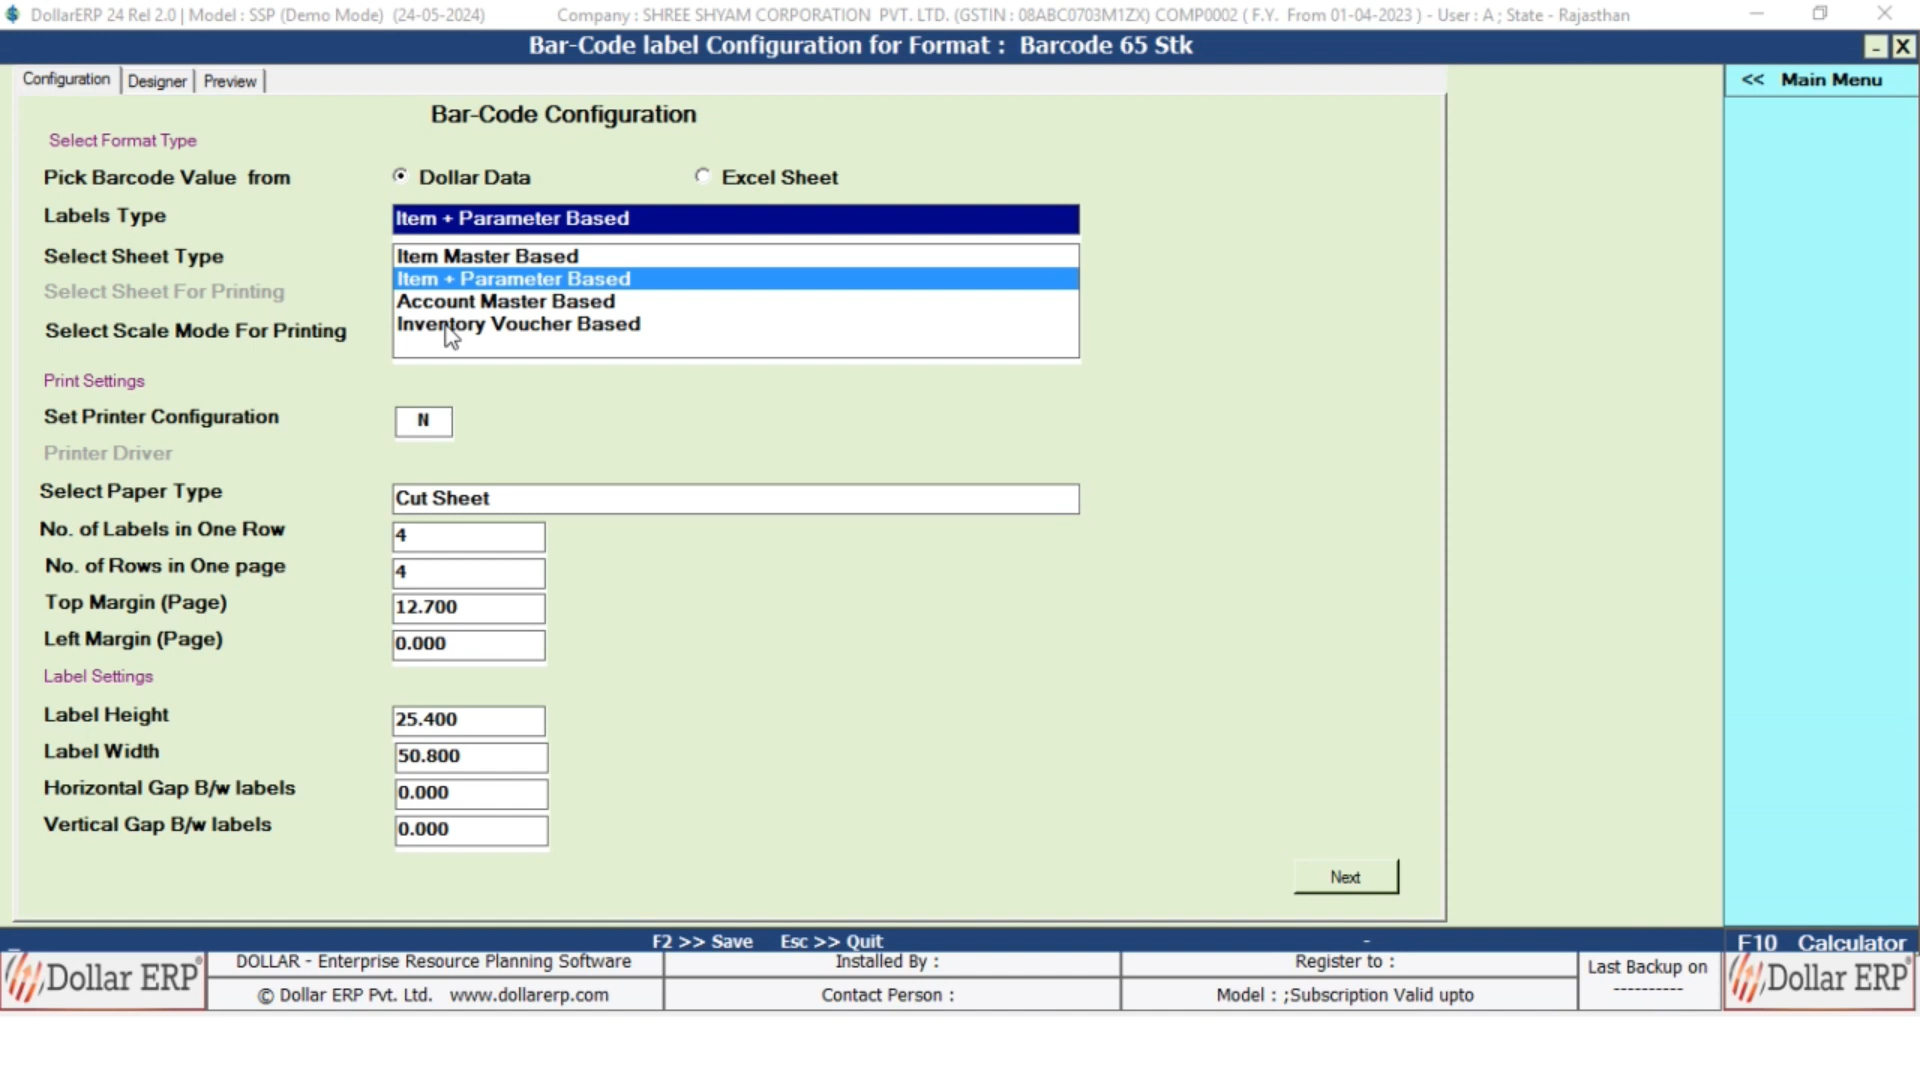 DollarERP 24 Rel 2.0 | Model : SSP (Demo Mode) (24-05-2024) Company : SHREE SHYAM CORPORATION PVT. LTD. (GSTIN : 08ABC0703M1ZX) COMP0002 ( F.Y. From 01-04-2023 ) - User : A ; State - Rajasthan
Bar-Code label Configuration for Format : Barcode 65 Stk
- X
Configuration Designer Preview
<< Main Menu
Bar-Code Configuration
Select Format Type
Pick Barcode Value from Dollar Data Excel Sheet
Labels Type Item + Parameter Based
Select Sheet Type Item Master Based
Item + Parameter Based
Select Sheet For Printing
Account Master Based
Select Scale Mode For Printing Inventory Voucher Based
Print Settings
Set Printer Configuration N
Printer Driver
Select Paper Type Cut Sheet
No. of Labels in One Row 4
No. of Rows in One page 4
Top Margin (Page) 12.700
Left Margin (Page) 0.000
Label Settings
Label Height 25.400
Label Width 50.800
Horizontal Gap B/w labels 0.000
Vertical Gap B/w labels 0.000
Next
F2 >> Save Esc >> Quit -
F10 Calculator
Dollar ERP
DOLLAR - Enterprise Resource Planning Software Installed By : Register to :
© Dollar ERP Pvt. Ltd. www.dollarerp.com Contact Person : Model : ;Subscription Valid upto
Last Backup on
----------
Dollar ERP